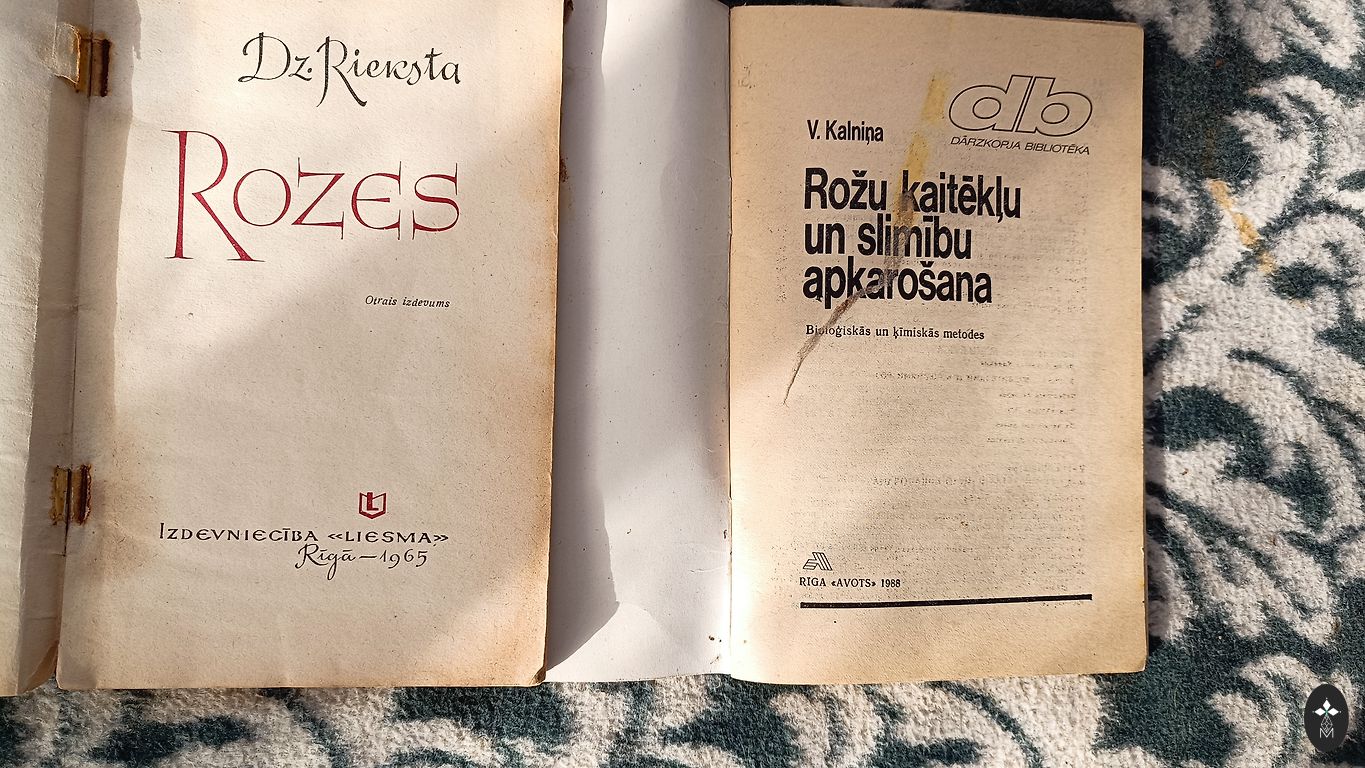 Dz. Rieksta
ROZES
Otrais izdevums
IZDEVNIECĪBA «LIESMA»
Rīgā — 1965
db
DĀRZKOPJA BIBLIOTĒKA
V. Kalniņa
Rožu kaitēkļu
un slimību
apkarošana
Bioloģiskās un ķīmiskās metodes
RĪGA «AVOTS» 1988